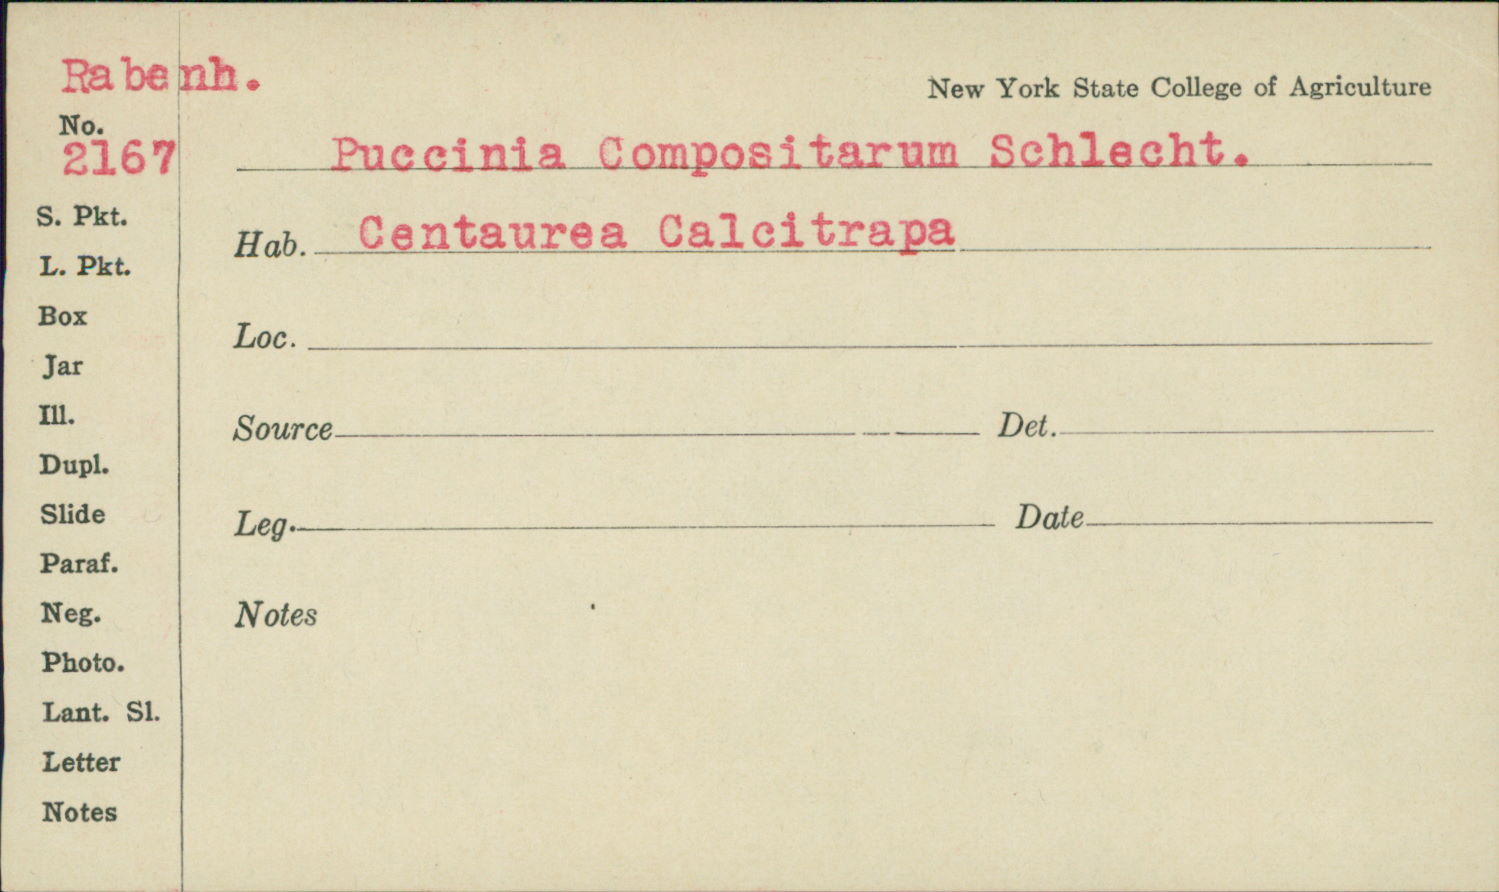 Rabenh.
New York State College of Agriculture
No.
2167
Puccinia Compositarum Schlecht.
S. Pkt.
Hab. Centaurea Calcitrapa
L. Pkt.
Box
Loc.
Jar
Ill.
Source Det.
Dupl.
Slide
Leg. Date
Paraf.
Neg.
Notes
Photo.
Lant. Sl.
Letter
Notes